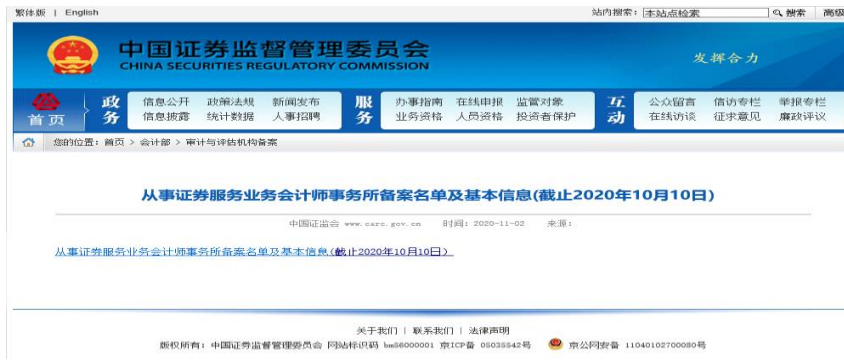 繁体版 | English
站内搜索: 本站点检索 搜索 高级
中国证券监督管理委员会
CHINA SECURITIES REGULATORY COMMISSION
发挥合力
首页
政务
信息公开 政策法规 新闻发布
信息披露 统计数据 人事招聘
服务
办事指南 在线申报 监管对象
业务资格 人员资格 投资者保护
互动
公众留言 信访专栏 举报专栏
在线访谈 征求意见 廉政评议
您的位置: 首页 > 会计部 > 审计与评估机构备案
从事证券服务业务会计师事务所备案名单及基本信息(截止2020年10月10日)
中国证监会 www.csrc.gov.cn 时间: 2020-11-02 来源:
从事证券服务业务会计师事务所备案名单及基本信息(截止2020年10月10日)
关于我们 | 联系我们 | 法律声明
版权所有: 中国证券监督管理委员会 网站标识码 bm56000001 京ICP备 05035542号 京公网安备 11040102700080号